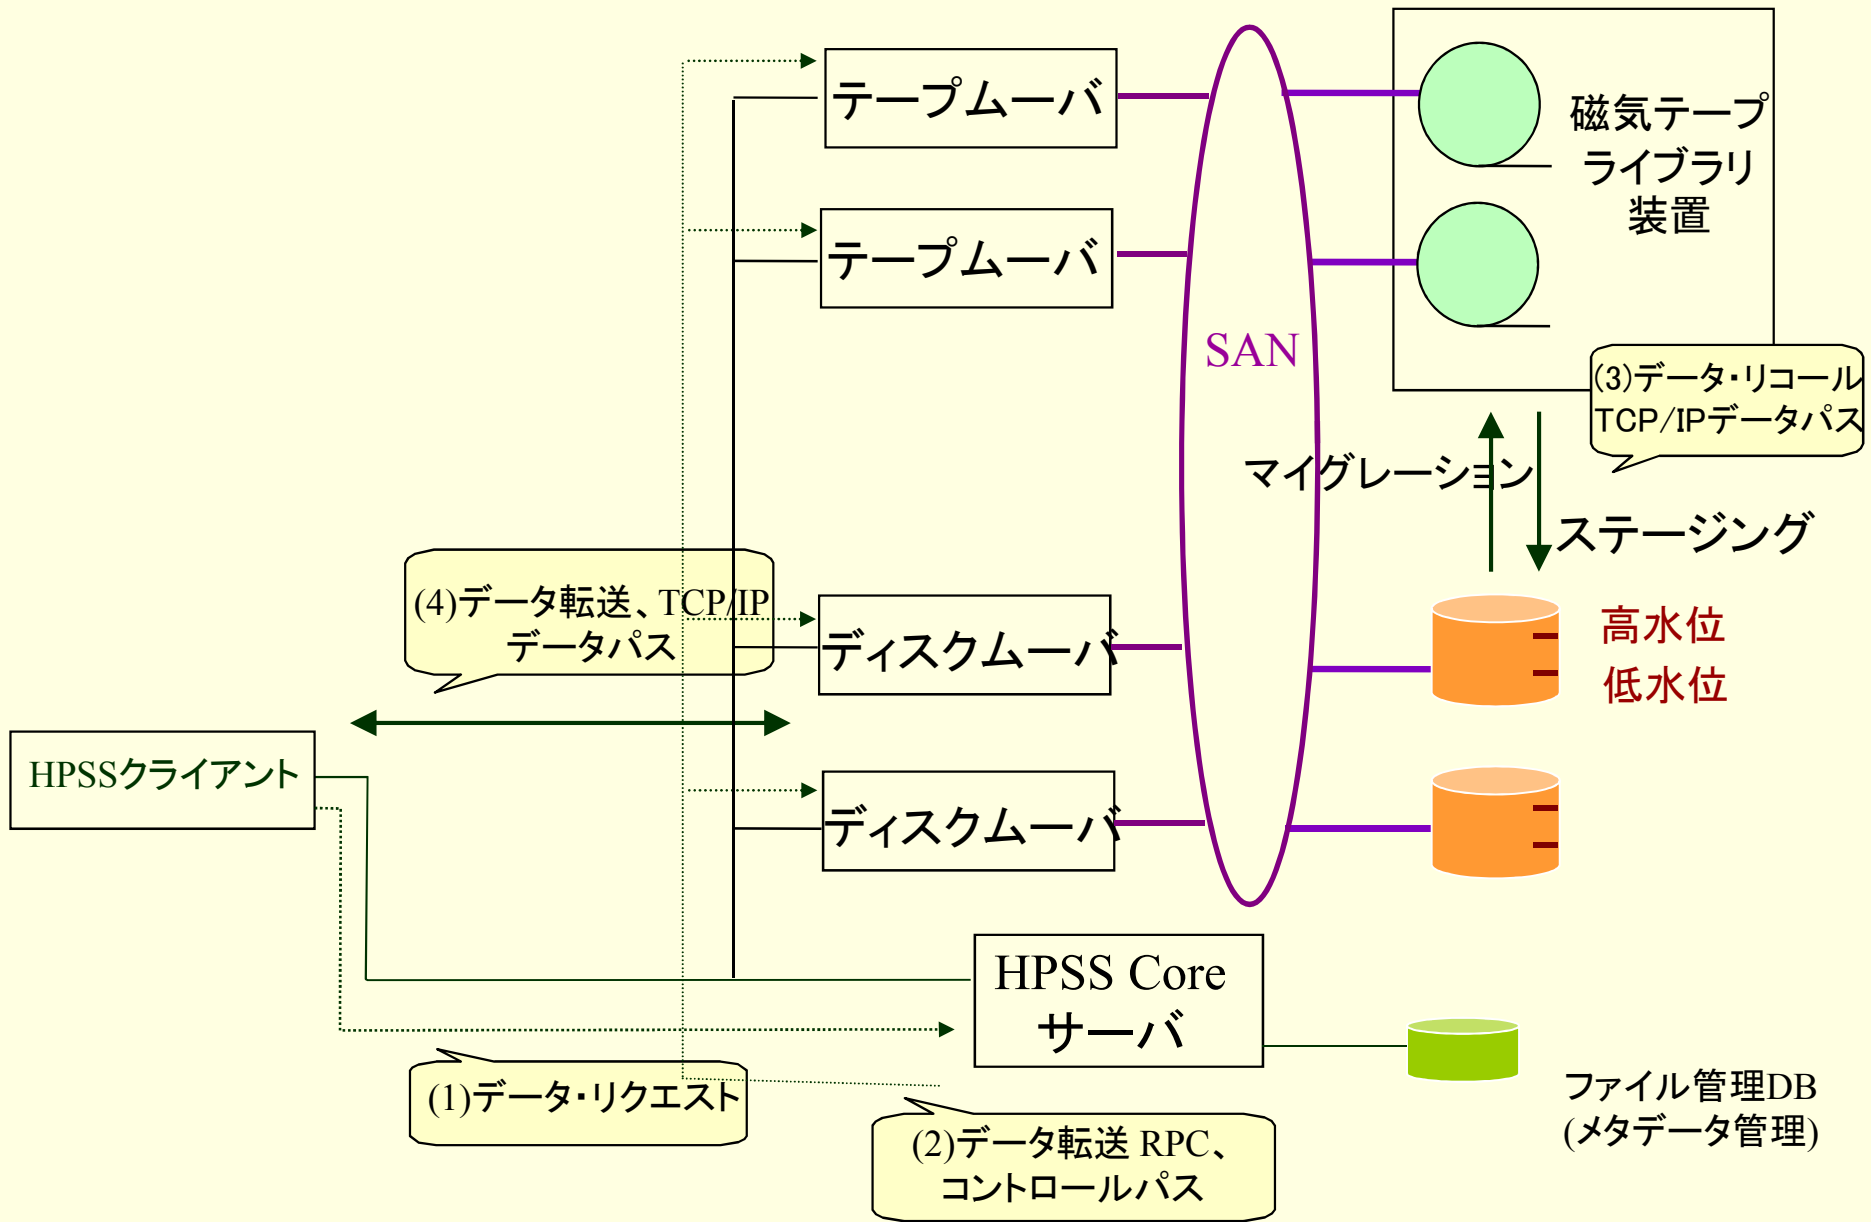 テープムーバ
磁気テープ
ライブラリ
装置
テープムーバ
SAN
(3)データ・リコール
TCP/IPデータパス
マイグレーション
ステージング
(4)データ転送、TCP/IP
データパス
ディスクムーバ
高水位
低水位
HPSSクライアント
ディスクムーバ
HPSS Core
サーバ
(1)データ・リクエスト
ファイル管理DB
(メタデータ管理)
(2)データ転送 RPC、
コントロールパス